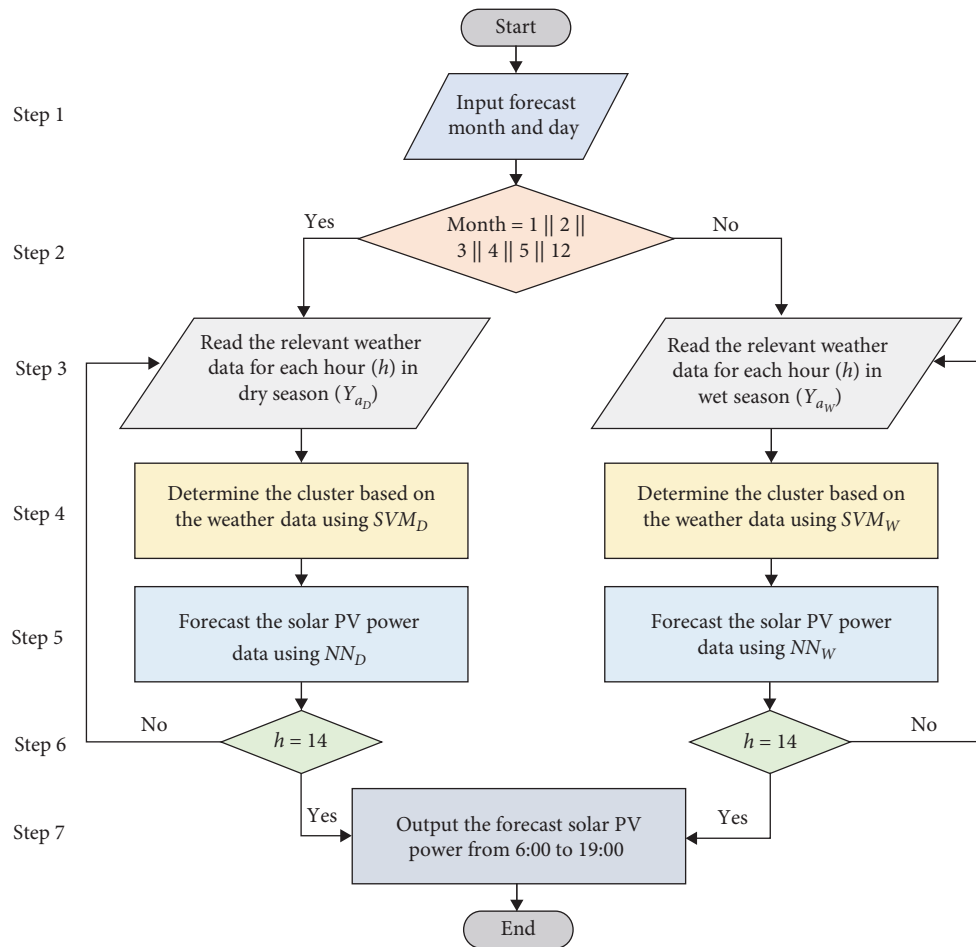 Start
Step 1
Input forecast
month and day
Step 2
Yes
Month = 1 || 2 ||
3 || 4 || 5 || 12
No
Step 3
Read the relevant weather
data for each hour (h) in
dry season (Y_{a_D})
Read the relevant weather
data for each hour (h) in
wet season (Y_{a_W})
Step 4
Determine the cluster based on
the weather data using SVM_D
Determine the cluster based on
the weather data using SVM_W
Step 5
Forecast the solar PV power
data using NN_D
Forecast the solar PV power
data using NN_W
Step 6
No
h = 14
h = 14
No
Step 7
Yes
Output the forecast solar PV
power from 6:00 to 19:00
Yes
End